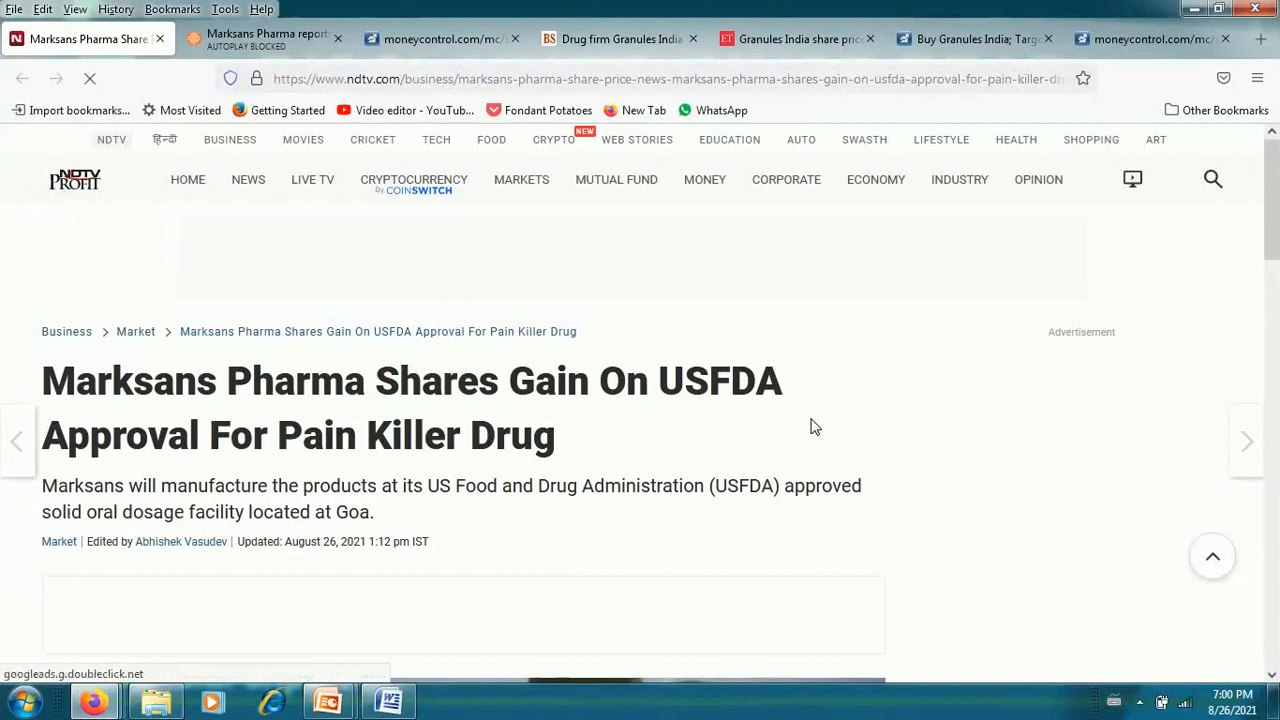 File Edit View History Bookmarks Tools Help
Marksans Pharma Share
Marksans Pharma report
AUTOPLAY BLOCKED
moneycontrol.com/mc/s
Drug firm Granules India
Granules India share price
Buy Granules India; Targe
moneycontrol.com/mc/
https://www.ndtv.com/business/marksans-pharma-share-price-news-marksans-pharma-shares-gain-on-usfda-approval-for-pain-killer-dr
Import bookmarks... Most Visited Getting Started Video editor - YouTub... Fondant Potatoes New Tab WhatsApp Other Bookmarks
NEW
NDTV हिन्दी BUSINESS MOVIES CRICKET TECH FOOD CRYPTO WEB STORIES EDUCATION AUTO SWASTH LIFESTYLE HEALTH SHOPPING ART
NDTV
PROFIT
HOME NEWS LIVE TV CRYPTOCURRENCY MARKETS MUTUAL FUND MONEY CORPORATE ECONOMY INDUSTRY OPINION
By COINSWITCH
Business > Market > Marksans Pharma Shares Gain On USFDA Approval For Pain Killer Drug
Advertisement
Marksans Pharma Shares Gain On USFDA
Approval For Pain Killer Drug
Marksans will manufacture the products at its US Food and Drug Administration (USFDA) approved
solid oral dosage facility located at Goa.
Market | Edited by Abhishek Vasudev | Updated: August 26, 2021 1:12 pm IST
googleads.g.doubleclick.net
7:00 PM
8/26/2021